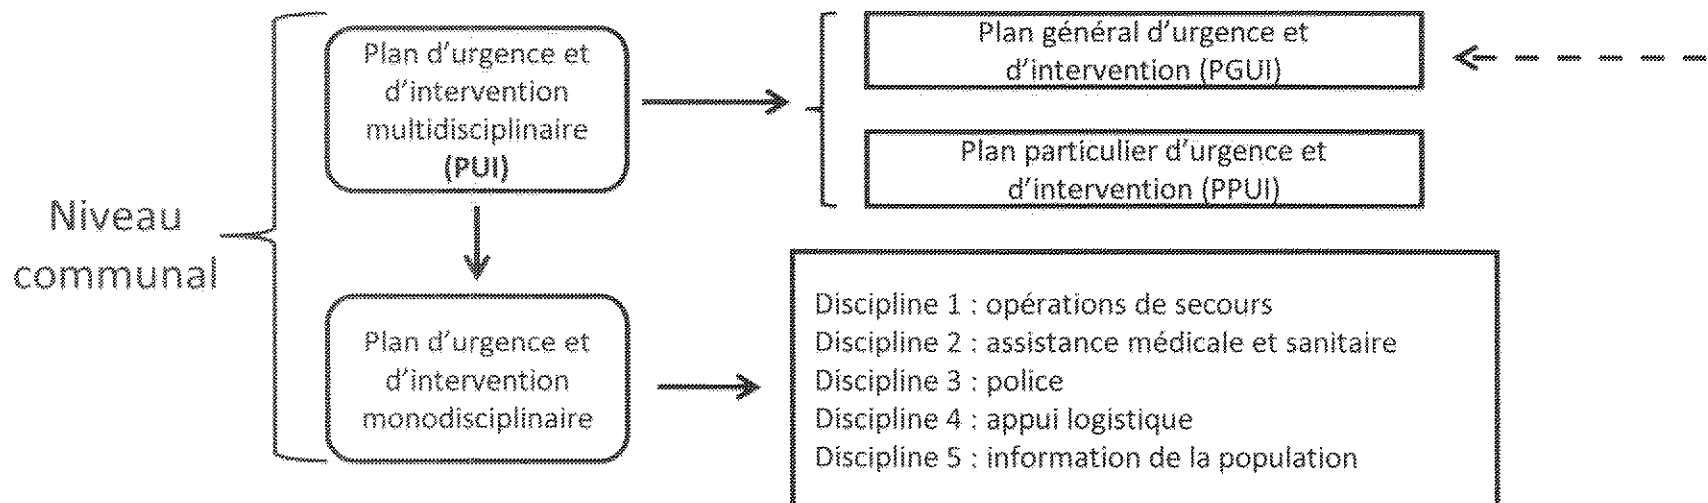 Niveau
communal
Plan d'urgence et
d'intervention
multidisciplinaire
(PUI)
Plan général d'urgence et
d'intervention (PGUI)
Plan particulier d'urgence et
d'intervention (PPUI)
Plan d'urgence et
d'intervention
monodisciplinaire
Discipline 1 : opérations de secours
Discipline 2 : assistance médicale et sanitaire
Discipline 3 : police
Discipline 4 : appui logistique
Discipline 5 : information de la population